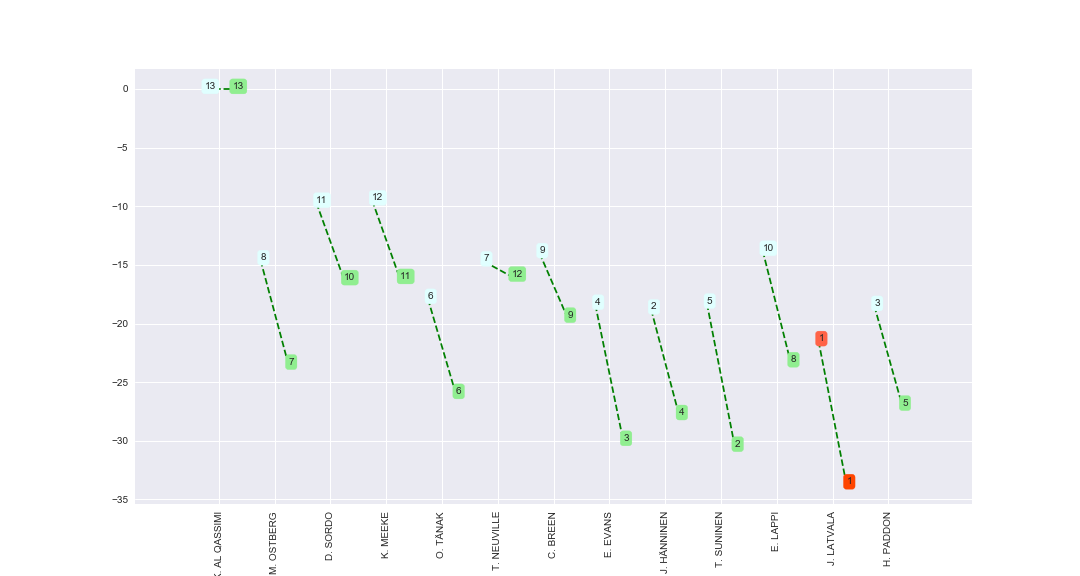 0
−5
−10
−15
−20
−25
−30
−35
13 13
8 7
11 10
12 11
6 6
7 12
9 9
4 3
2 4
5 2
10 8
1 1
3 5
AL QASSIMI
M. OSTBERG
D. SORDO
K. MEEKE
O. TÄNAK
T. NEUVILLE
C. BREEN
E. EVANS
J. HÄNNINEN
T. SUNINEN
E. LAPPI
J. LATVALA
H. PADDON